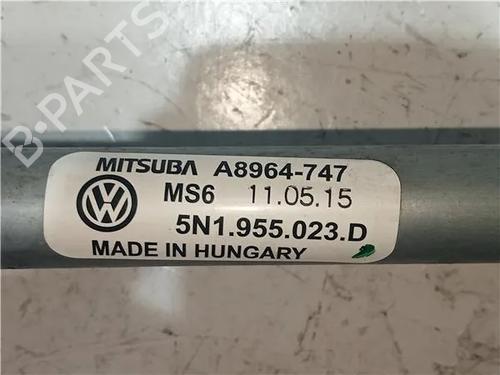 B-PARTS
MITSUBA A8964-747
MS6 11.05.15
5N1.955.023.D
MADE IN HUNGARY